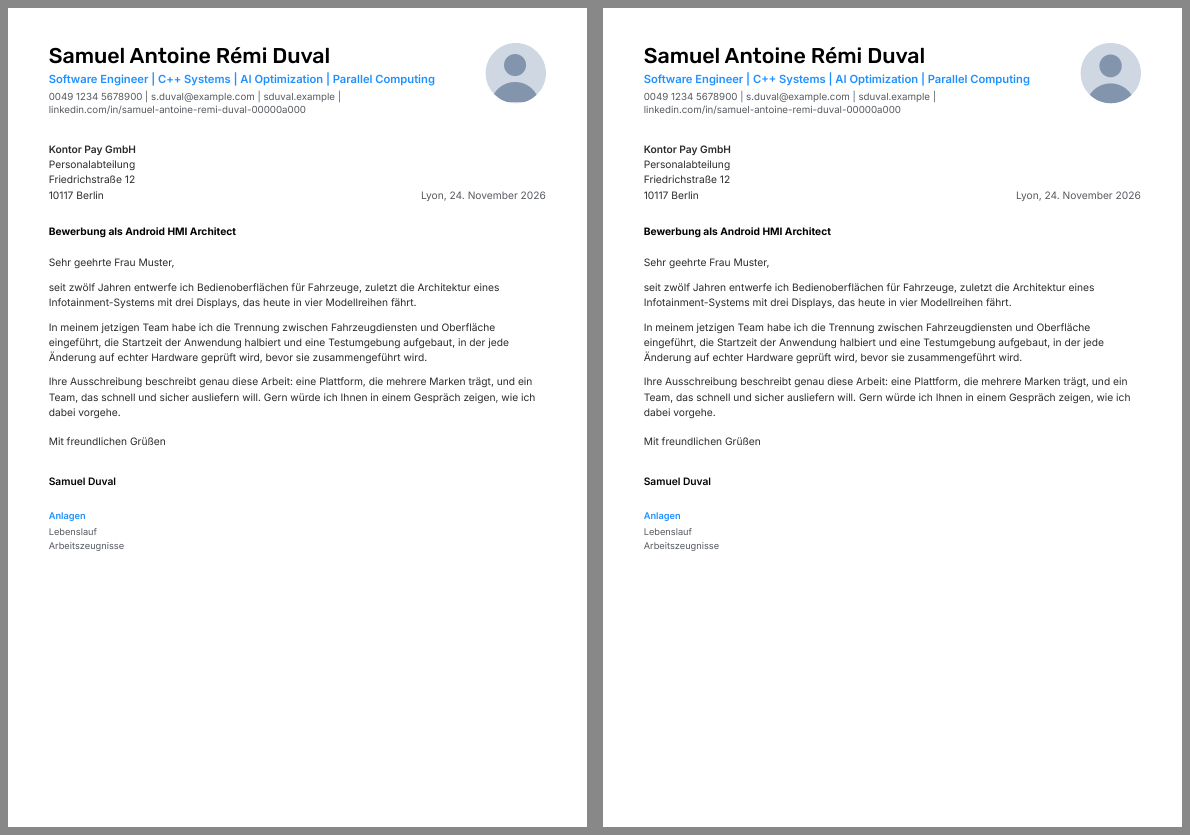 Samuel Antoine Rémi Duval
Software Engineer | C++ Systems | AI Optimization | Parallel Computing
0049 1234 5678900 | s.duval@example.com | sduval.example |
linkedin.com/in/samuel-antoine-remi-duval-00000a000
Kontor Pay GmbH
Personalabteilung
Friedrichstraße 12
10117 Berlin
Lyon, 24. November 2026
Bewerbung als Android HMI Architect
Sehr geehrte Frau Muster,
seit zwölf Jahren entwerfe ich Bedienoberflächen für Fahrzeuge, zuletzt die Architektur eines
Infotainment-Systems mit drei Displays, das heute in vier Modellreihen fährt.
In meinem jetzigen Team habe ich die Trennung zwischen Fahrzeugdiensten und Oberfläche
eingeführt, die Startzeit der Anwendung halbiert und eine Testumgebung aufgebaut, in der jede
Änderung auf echter Hardware geprüft wird, bevor sie zusammengeführt wird.
Ihre Ausschreibung beschreibt genau diese Arbeit: eine Plattform, die mehrere Marken trägt, und ein
Team, das schnell und sicher ausliefern will. Gern würde ich Ihnen in einem Gespräch zeigen, wie ich
dabei vorgehe.
Mit freundlichen Grüßen
Samuel Duval
Anlagen
Lebenslauf
Arbeitszeugnisse
Samuel Antoine Rémi Duval
Software Engineer | C++ Systems | AI Optimization | Parallel Computing
0049 1234 5678900 | s.duval@example.com | sduval.example |
linkedin.com/in/samuel-antoine-remi-duval-00000a000
Kontor Pay GmbH
Personalabteilung
Friedrichstraße 12
10117 Berlin
Lyon, 24. November 2026
Bewerbung als Android HMI Architect
Sehr geehrte Frau Muster,
seit zwölf Jahren entwerfe ich Bedienoberflächen für Fahrzeuge, zuletzt die Architektur eines
Infotainment-Systems mit drei Displays, das heute in vier Modellreihen fährt.
In meinem jetzigen Team habe ich die Trennung zwischen Fahrzeugdiensten und Oberfläche
eingeführt, die Startzeit der Anwendung halbiert und eine Testumgebung aufgebaut, in der jede
Änderung auf echter Hardware geprüft wird, bevor sie zusammengeführt wird.
Ihre Ausschreibung beschreibt genau diese Arbeit: eine Plattform, die mehrere Marken trägt, und ein
Team, das schnell und sicher ausliefern will. Gern würde ich Ihnen in einem Gespräch zeigen, wie ich
dabei vorgehe.
Mit freundlichen Grüßen
Samuel Duval
Anlagen
Lebenslauf
Arbeitszeugnisse